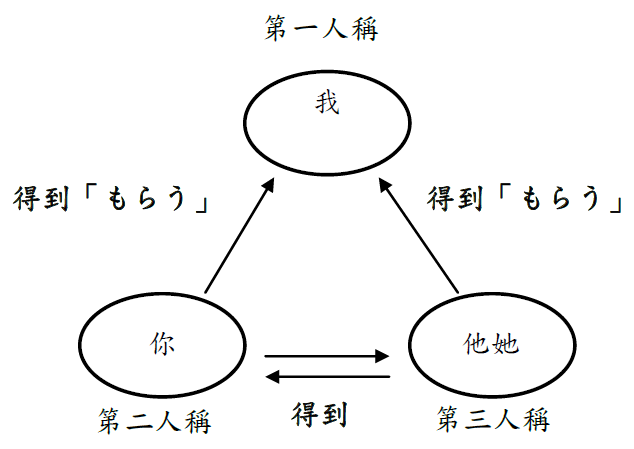 第一人稱
我
得到「もらう」
得到「もらう」
你
他她
得到
第二人稱
第三人稱